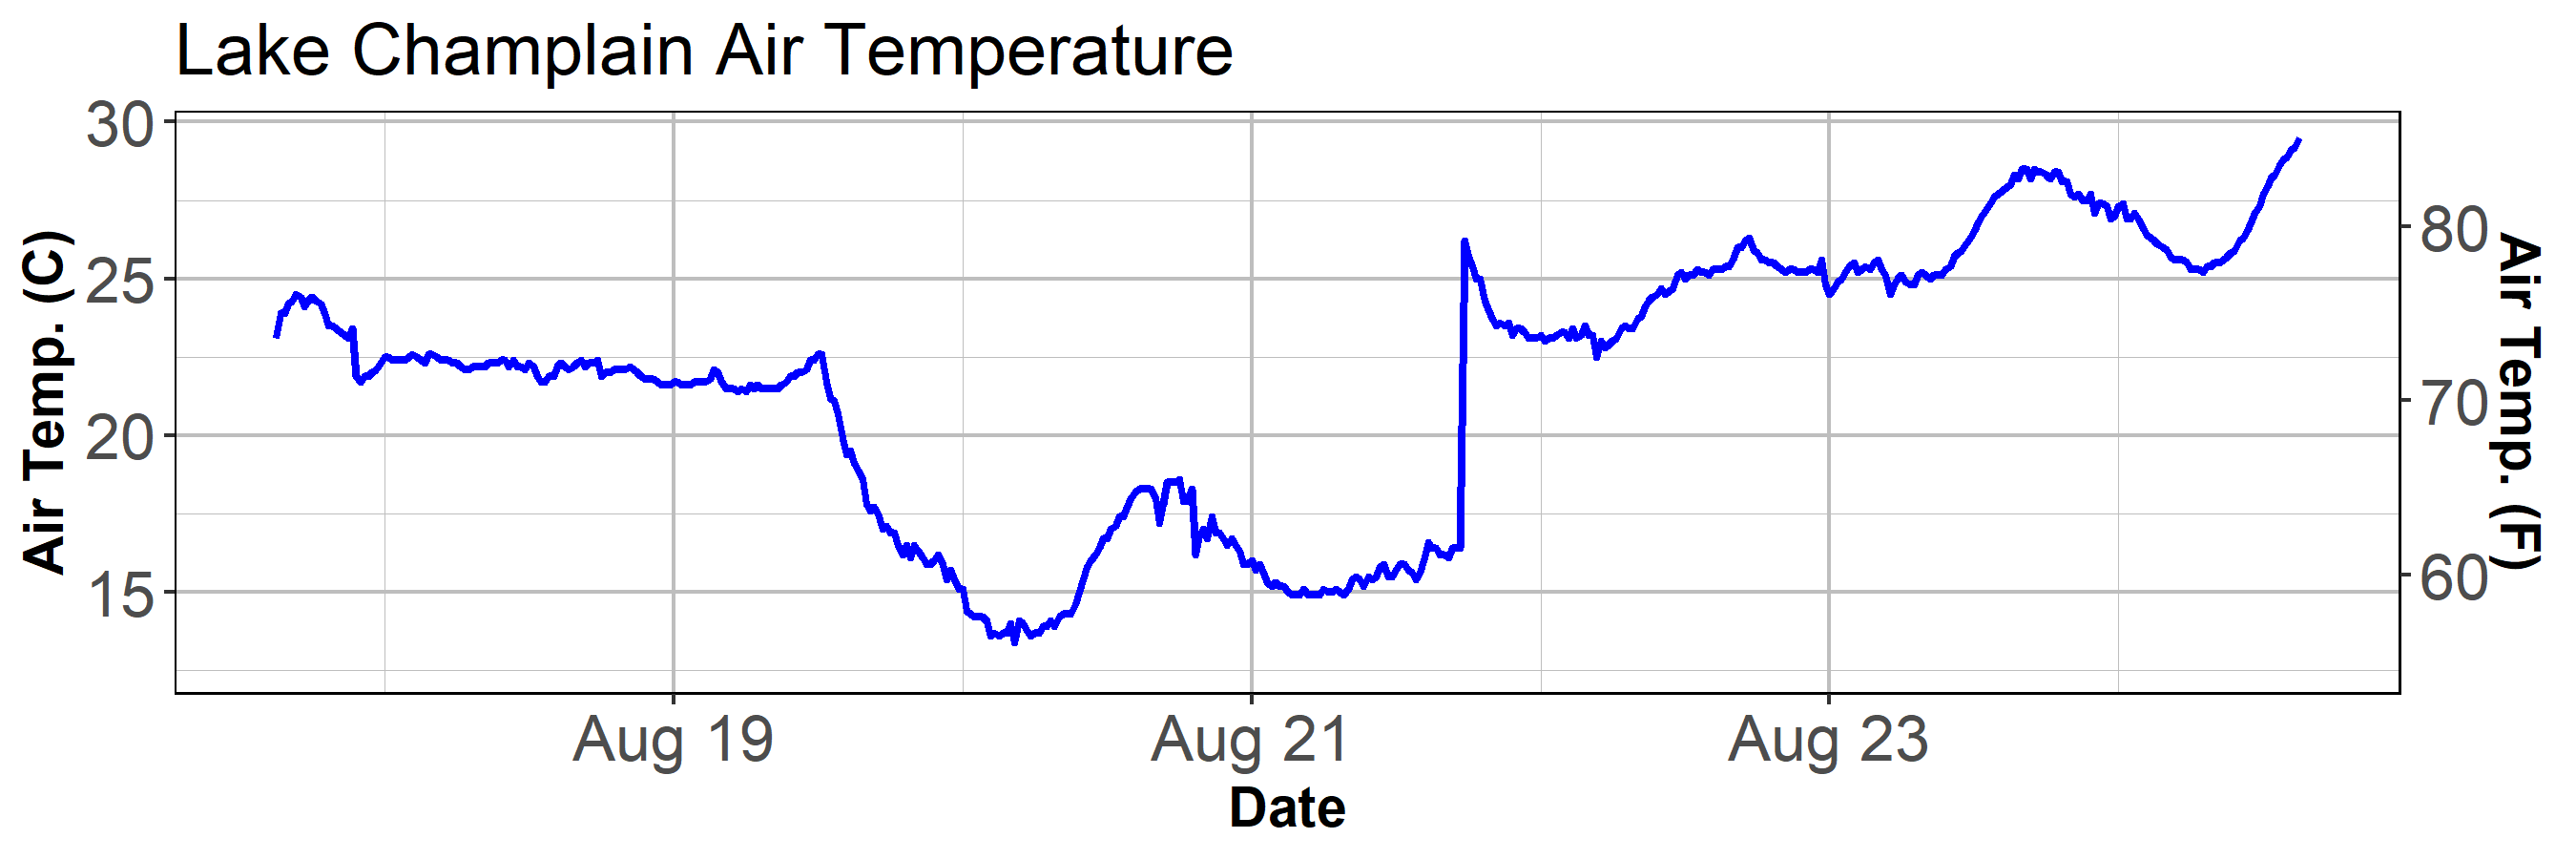 Lake Champlain Air Temperature
30
25
20
15
Air Temp. (C)
80
70
60
Air Temp. (F)
Aug 19
Aug 21
Aug 23
Date